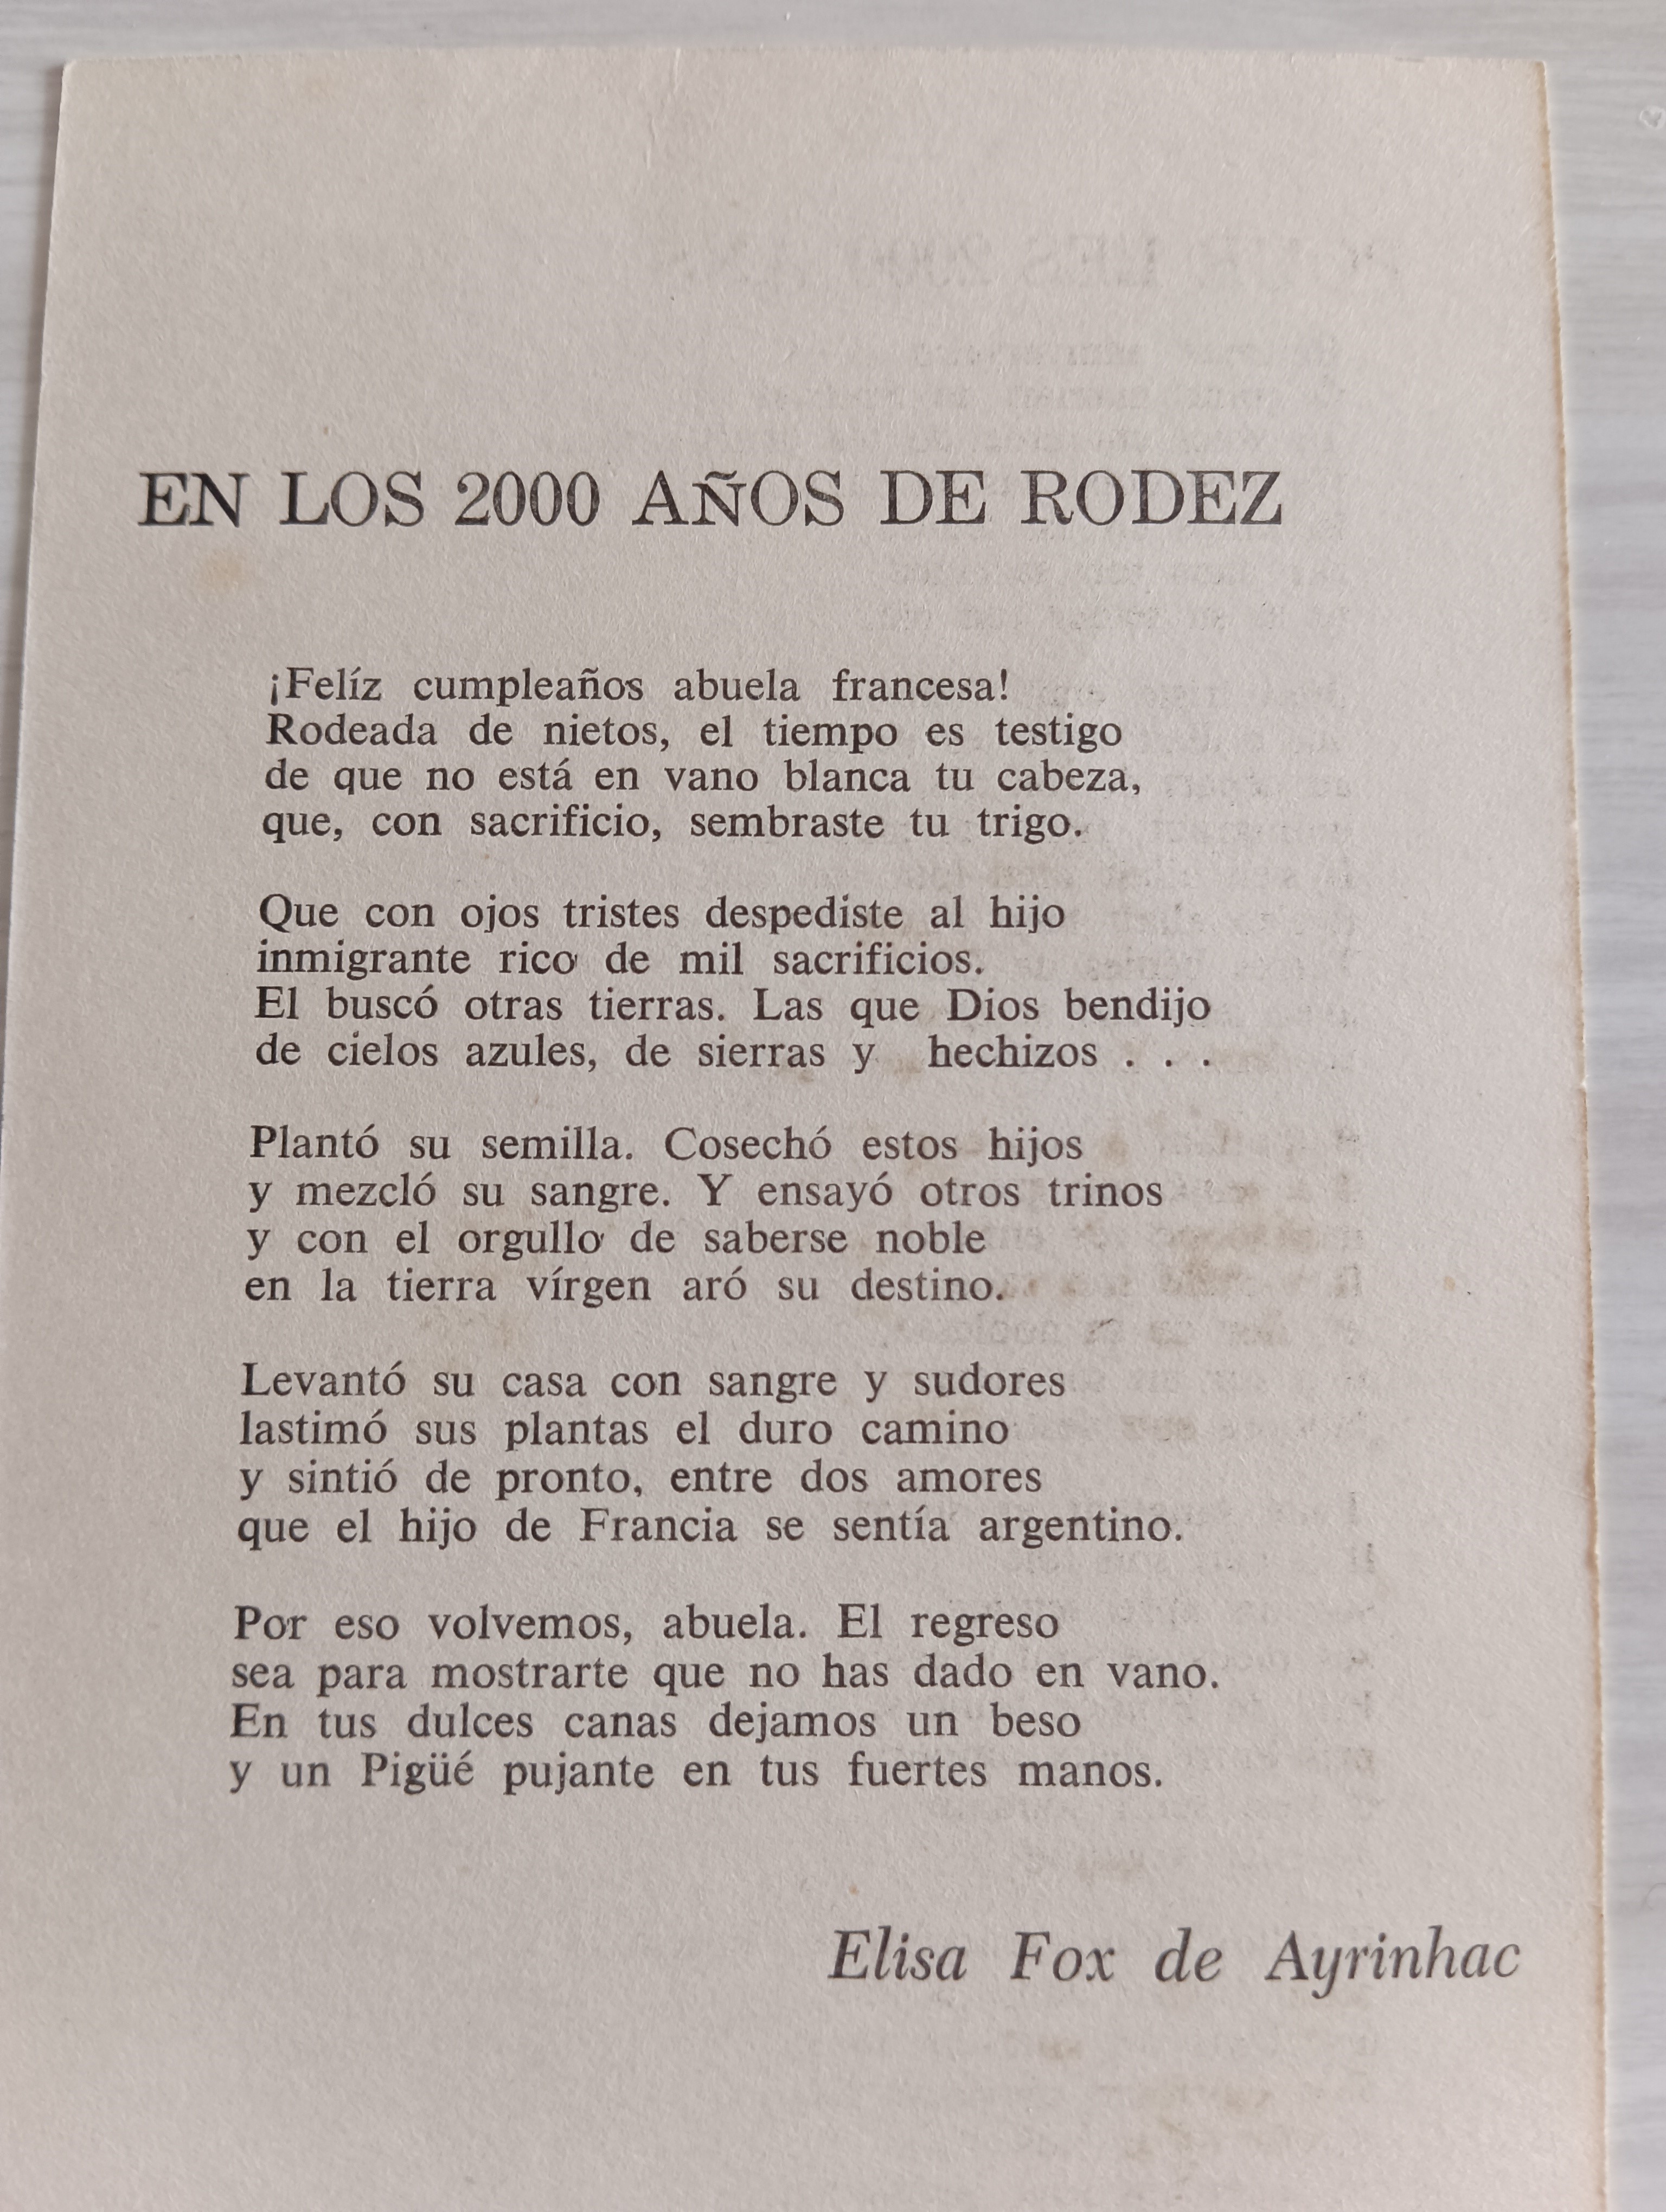 EN LOS 2000 AÑOS DE RODEZ
¡Felíz cumpleaños abuela francesa!
Rodeada de nietos, el tiempo es testigo
de que no está en vano blanca tu cabeza,
que, con sacrificio, sembraste tu trigo.
Que con ojos tristes despediste al hijo
inmigrante rico de mil sacrificios.
El buscó otras tierras. Las que Dios bendijo
de cielos azules, de sierras y hechizos . . .
Plantó su semilla. Cosechó estos hijos
y mezcló su sangre. Y ensayó otros trinos
y con el orgullo de saberse noble
en la tierra vírgen aró su destino.
Levantó su casa con sangre y sudores
lastimó sus plantas el duro camino
y sintió de pronto, entre dos amores
que el hijo de Francia se sentía argentino.
Por eso volvemos, abuela. El regreso
sea para mostrarte que no has dado en vano.
En tus dulces canas dejamos un beso
y un Pigüé pujante en tus fuertes manos.
Elisa Fox de Ayrinhac